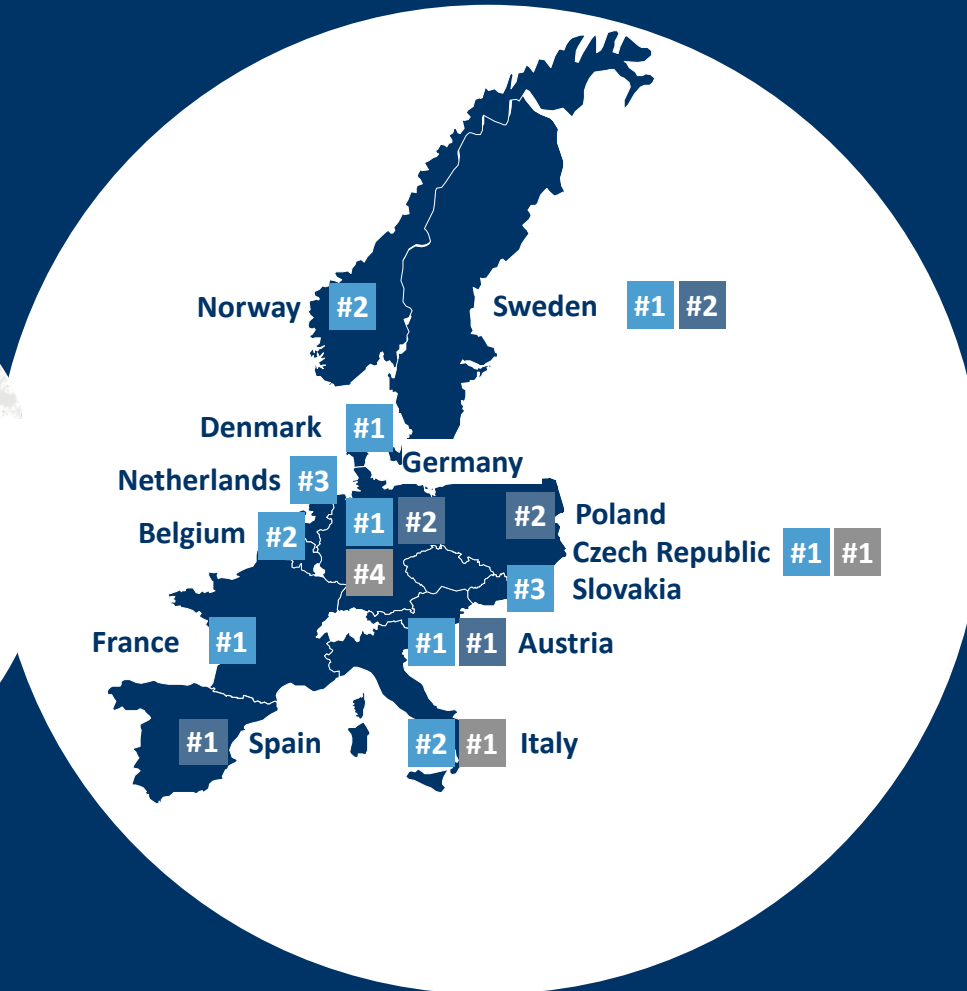 Norway #2
Sweden #1 #2
Denmark #1
Germany
Netherlands #3
#1 #2
#2 Poland
Belgium #2
Czech Republic #1 #1
#4
#3 Slovakia
France #1
#1 #1 Austria
#1 Spain
#2 #1 Italy